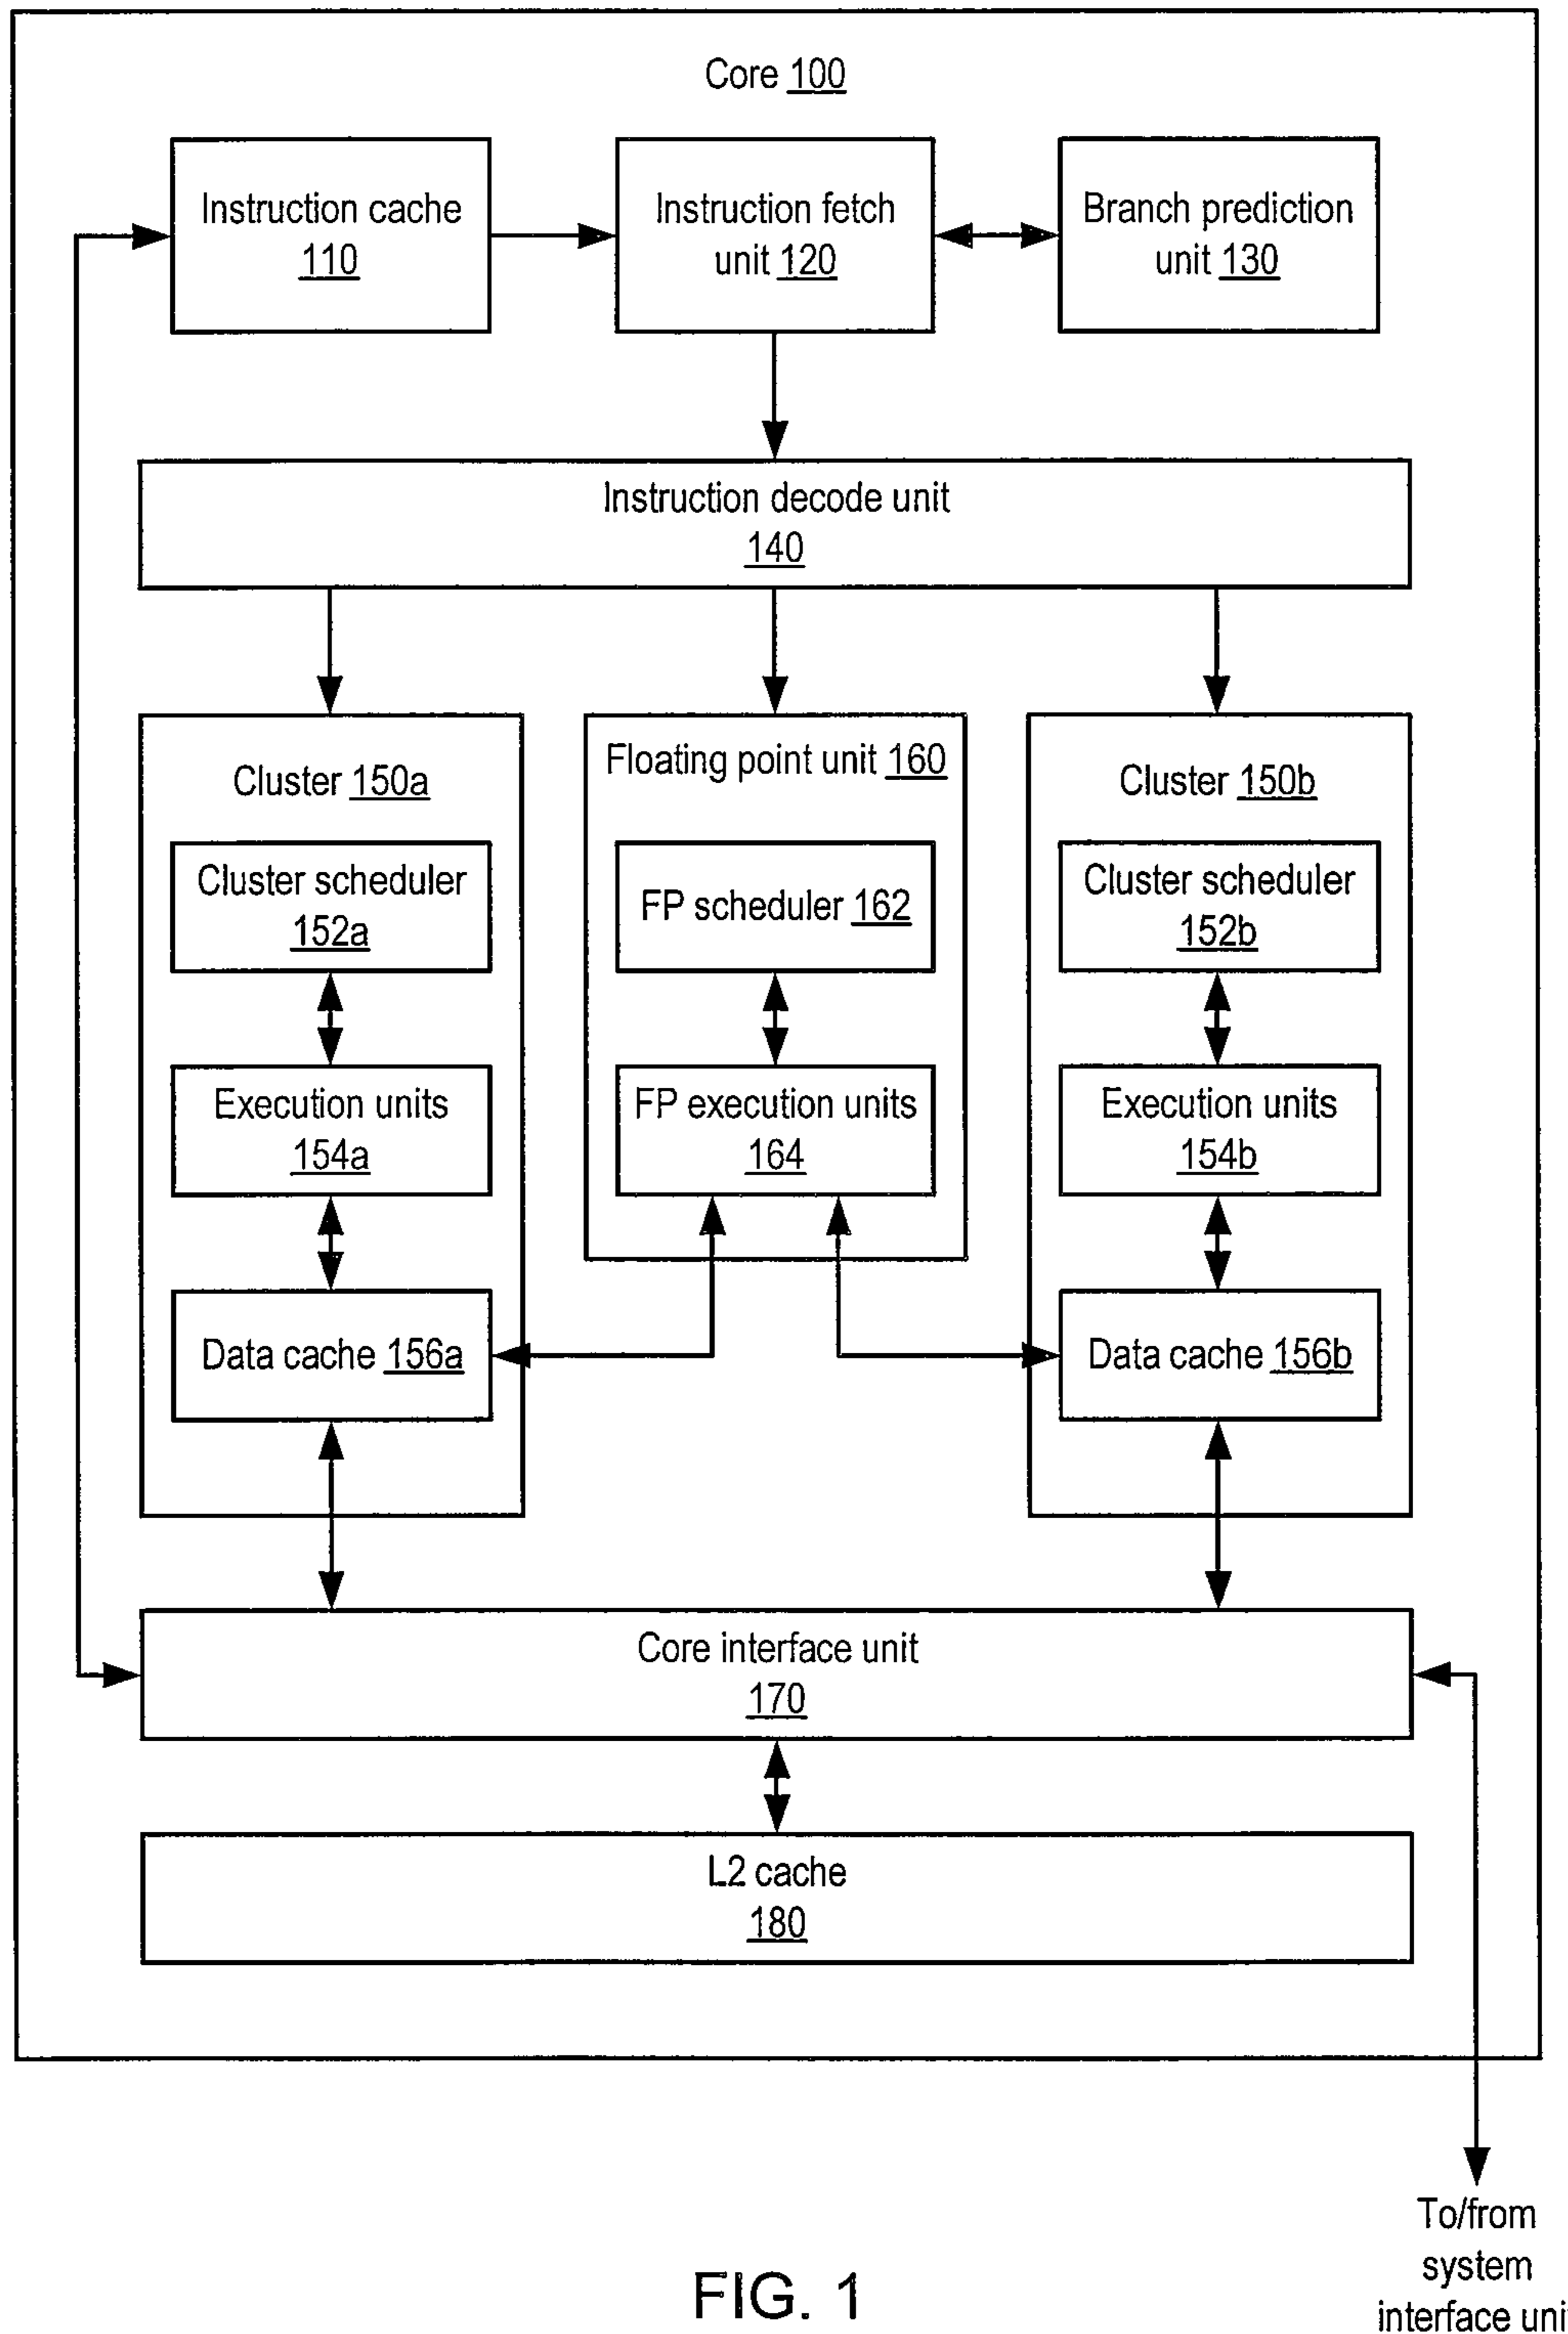 Core 100
Instruction cache
110
Instruction fetch
unit 120
Branch prediction
unit 130
Instruction decode unit
140
Cluster 150a
Cluster scheduler
152a
Execution units
154a
Data cache 156a
Floating point unit 160
FP scheduler 162
FP execution units
164
Cluster 150b
Cluster scheduler
152b
Execution units
154b
Data cache 156b
Core interface unit
170
L2 cache
180
To/from
system
interface uni
FIG. 1